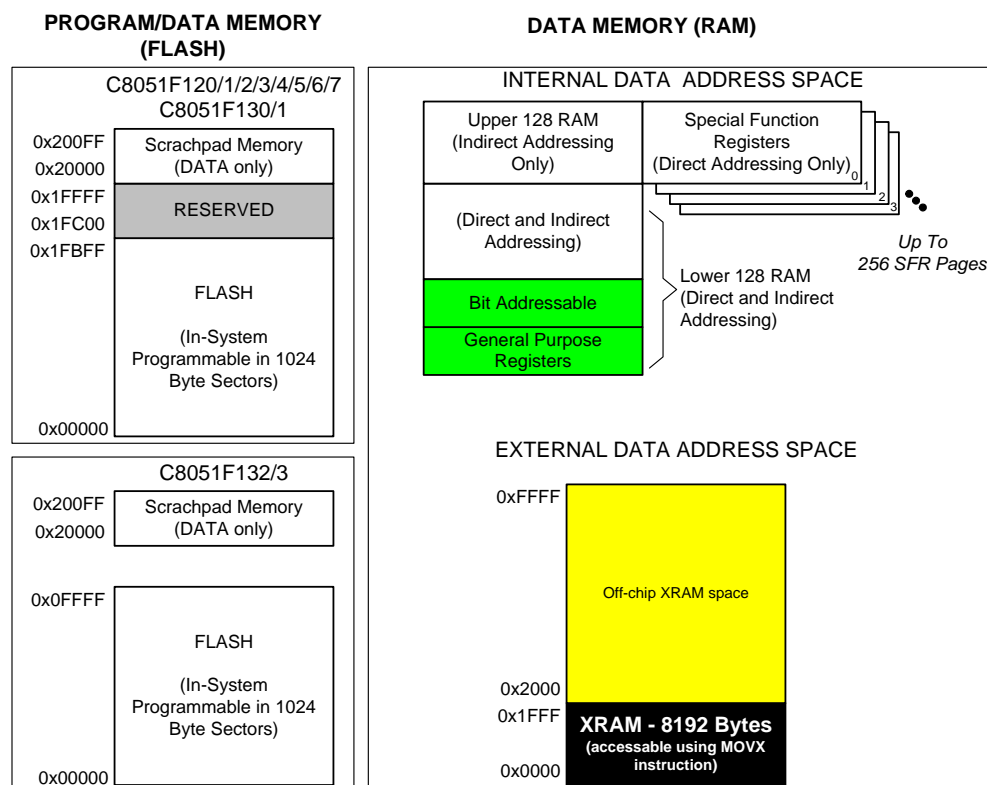 PROGRAM/DATA MEMORY
(FLASH)
C8051F120/1/2/3/4/5/6/7
C8051F130/1
0x200FF
0x20000
Scrachpad Memory
(DATA only)
0x1FFFF
0x1FC00
RESERVED
0x1FBFF
FLASH
(In-System
Programmable in 1024
Byte Sectors)
0x00000
C8051F132/3
0x200FF
0x20000
Scrachpad Memory
(DATA only)
0x0FFFF
FLASH
(In-System
Programmable in 1024
Byte Sectors)
0x00000
DATA MEMORY (RAM)
INTERNAL DATA ADDRESS SPACE
Upper 128 RAM
(Indirect Addressing
Only)
Special Function
Registers
(Direct Addressing Only)
0
1
2
3
Up To
256 SFR Pages
(Direct and Indirect
Addressing)
Bit Addressable
General Purpose
Registers
Lower 128 RAM
(Direct and Indirect
Addressing)
EXTERNAL DATA ADDRESS SPACE
0xFFFF
Off-chip XRAM space
0x2000
0x1FFF
XRAM - 8192 Bytes
(accessable using MOVX
instruction)
0x0000